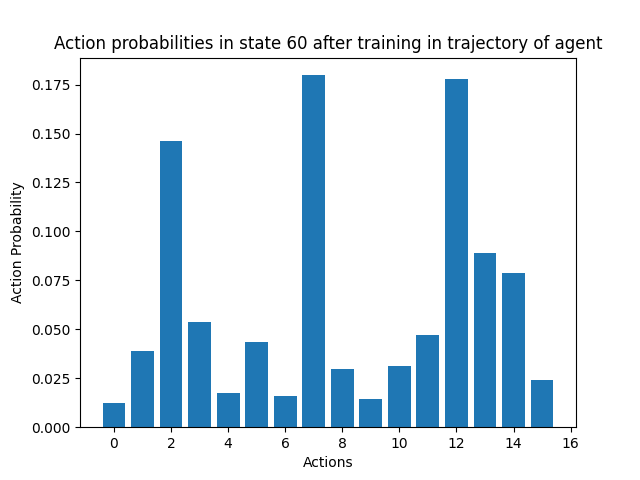 Action probabilities in state 60 after training in trajectory of agent
0.175
0.150
0.125
0.100
0.075
0.050
0.025
0.000
Action Probability
0 2 4 6 8 10 12 14 16
Actions